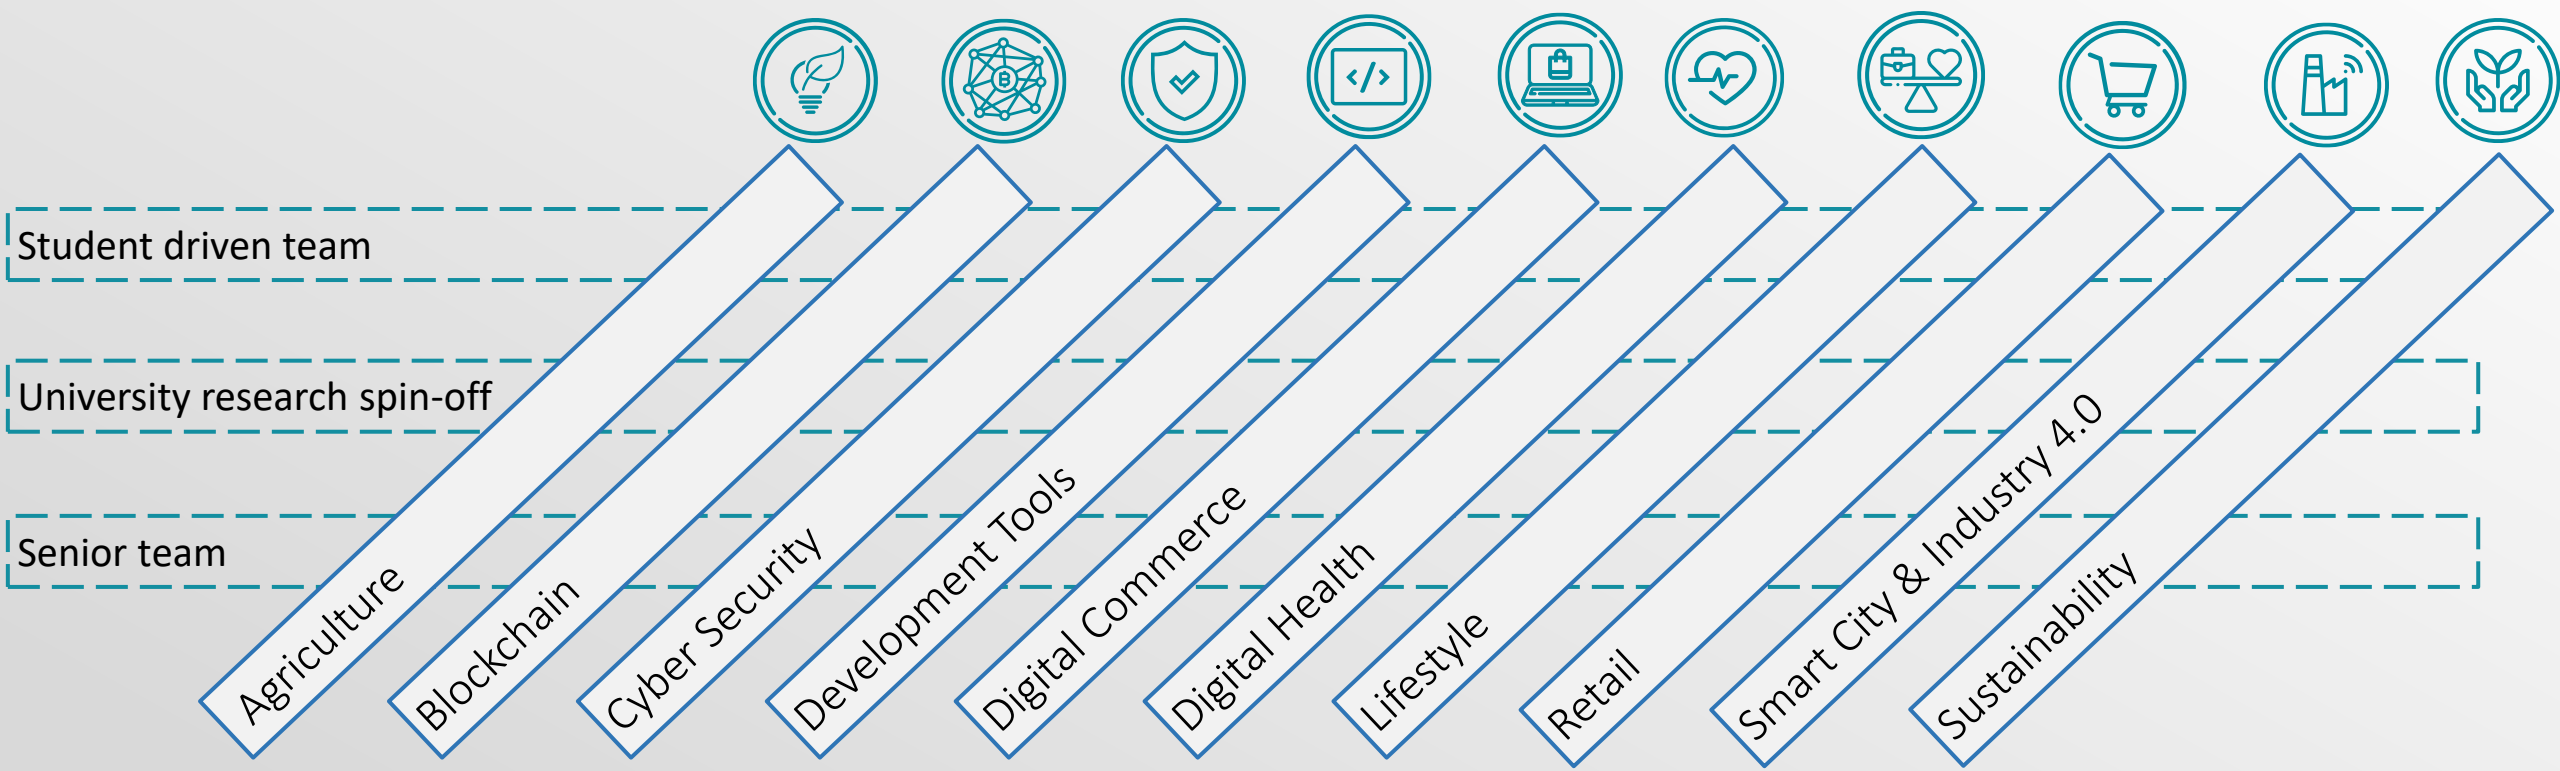 Student driven team
University research spin-off
Senior team
Agriculture
Blockchain
Cyber Security
Development Tools
Digital Commerce
Digital Health
Lifestyle
Retail
Smart City & Industry 4.0
Sustainability